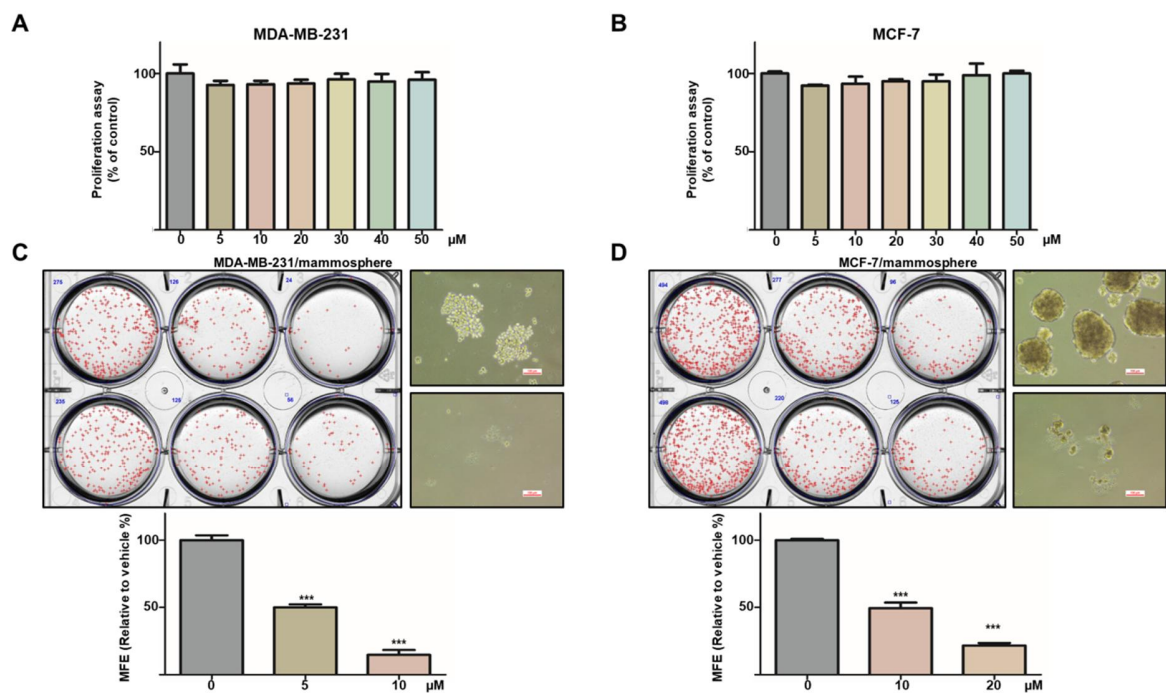 A
MDA-MB-231
Proliferation assay
(% of control)
100
50
0 5 10 20 30 40 50 µM
B
MCF-7
Proliferation assay
(% of control)
100
50
0 5 10 20 30 40 50 µM
C
MDA-MB-231/mammosphere
275 128 24
235 125 56
MFE (Relative to vehicle %)
100
50
***
***
0 5 10 µM
D
MCF-7/mammosphere
494 277 96
498 220 125
MFE (Relative to vehicle %)
100
50
***
***
0 10 20 µM